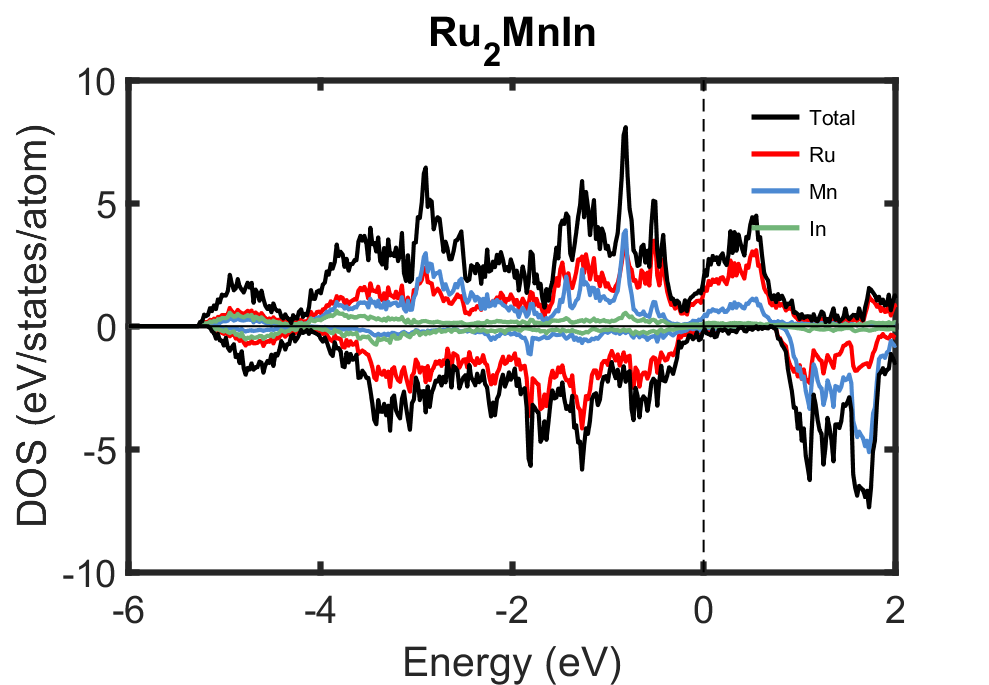 Ru2MnIn
10
5
0
-5
-10
DOS (eV/states/atom)
Total
Ru
Mn
In
-6
-4
-2
0
2
Energy (eV)